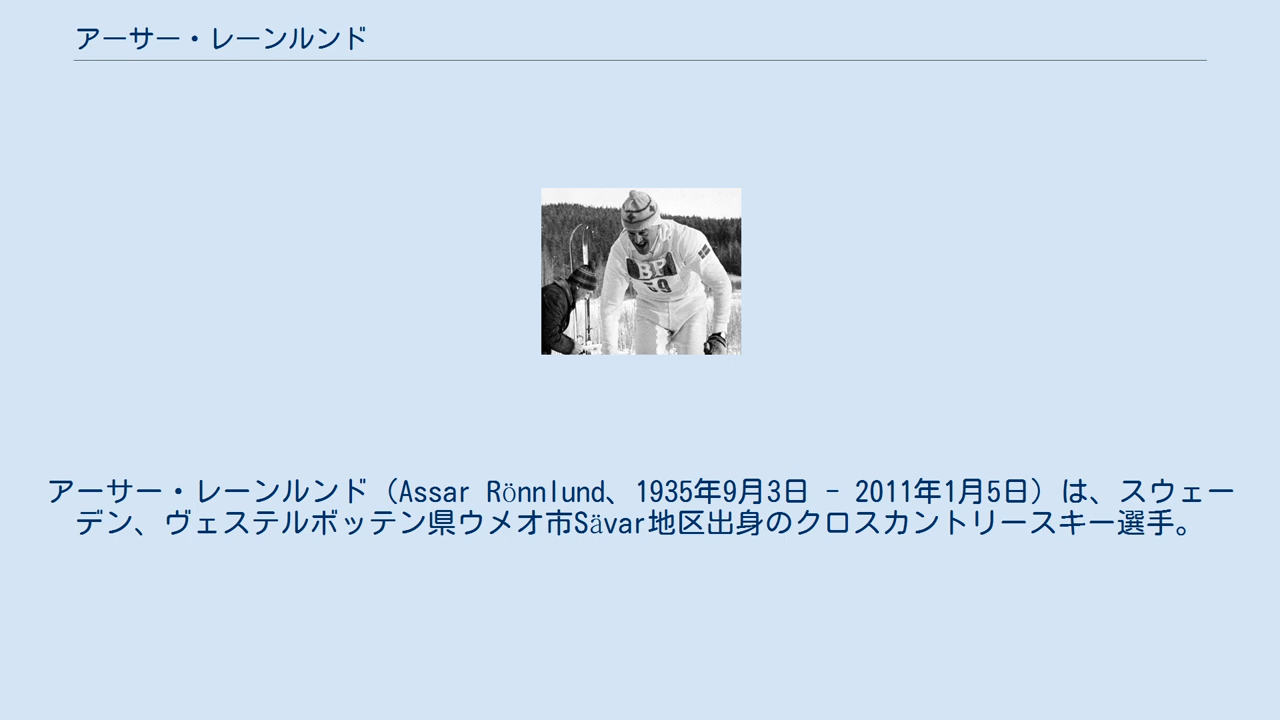 アーサー・レーンルンド
BP
59
アーサー・レーンルンド（Assar Rönnlund、1935年9月3日 - 2011年1月5日）は、スウェー
デン、ヴェステルボッテン県ウメオ市Sävar地区出身のクロスカントリースキー選手。